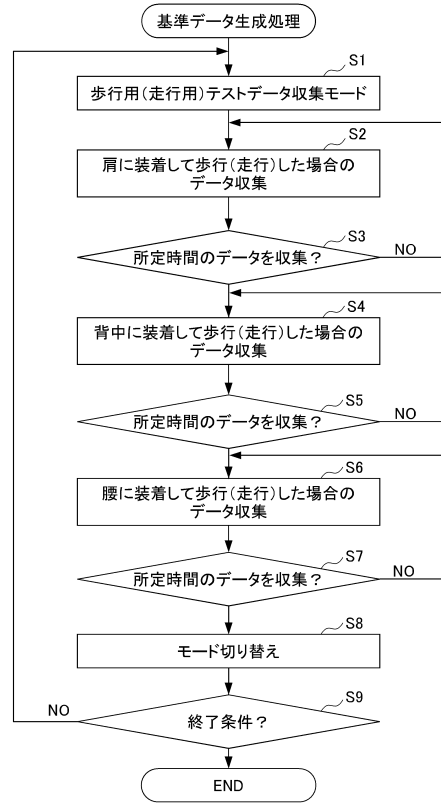 基準データ生成処理
S1
歩行用(走行用)テストデータ収集モード
S2
肩に装着して歩行(走行)した場合の
データ収集
S3
所定時間のデータを収集？
NO
S4
背中に装着して歩行(走行)した場合の
データ収集
S5
所定時間のデータを収集？
NO
S6
腰に装着して歩行(走行)した場合の
データ収集
S7
所定時間のデータを収集？
NO
S8
モード切り替え
S9
NO
終了条件？
END